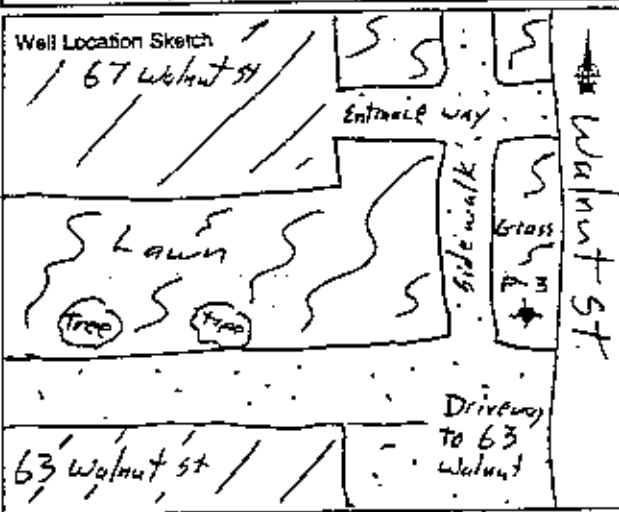 Well Location Sketch
67 Walnut st
Entrance way
Walnut St
Sidewalk
Grass
Lawn
P 3
tree
tree
Driveway
to 63
Walnut
63 Walnut st